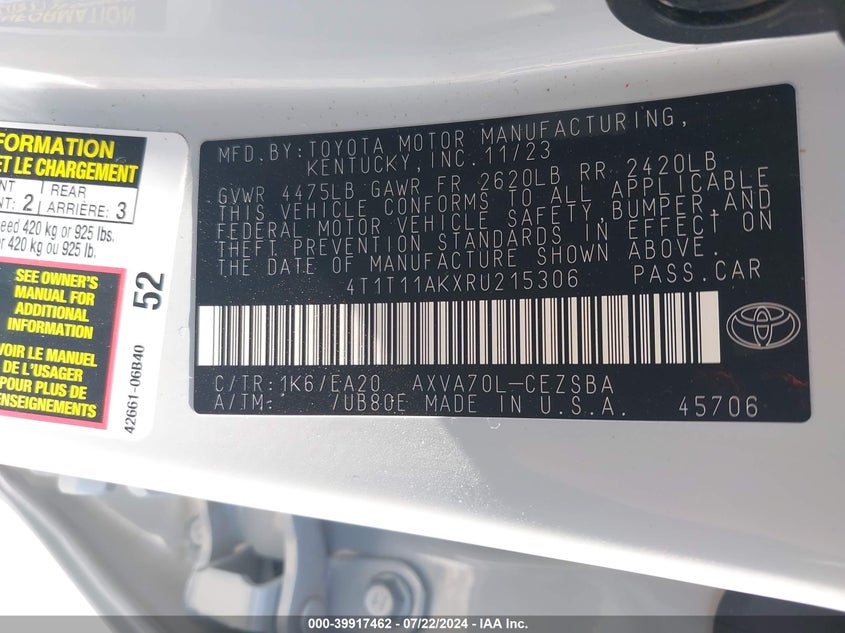 FORMATION
ET LE CHARGEMENT
NT 2 REAR
ARRIÈRE: 3
eed 420 kg or 925 lbs.
r 420 kg ou 925 lb.
SEE OWNER'S
MANUAL FOR
ADDITIONAL
INFORMATION
VOIR LE MANUEL
DE L'USAGER
POUR PLUS DE
RENSEIGNEMENTS
52
42661-06B40
MFD. BY: TOYOTA MOTOR MANUFACTURING,
KENTUCKY, INC. 11/23
GVWR 4475LB GAWR FR 2620LB RR 2420LB
THIS VEHICLE CONFORMS TO ALL APPLICABLE
FEDERAL MOTOR VEHICLE SAFETY, BUMPER AND
THEFT PREVENTION STANDARDS IN EFFECT ON
THE DATE OF MANUFACTURE SHOWN ABOVE.
4T1T11AKXRU215306 PASS.CAR
C/TR: 1K6/EA20 AXVA70L-CEZSBA
A/TM: /UB80E MADE IN U.S.A. 45706
000-39917462 - 07/22/2024 - IAA Inc.